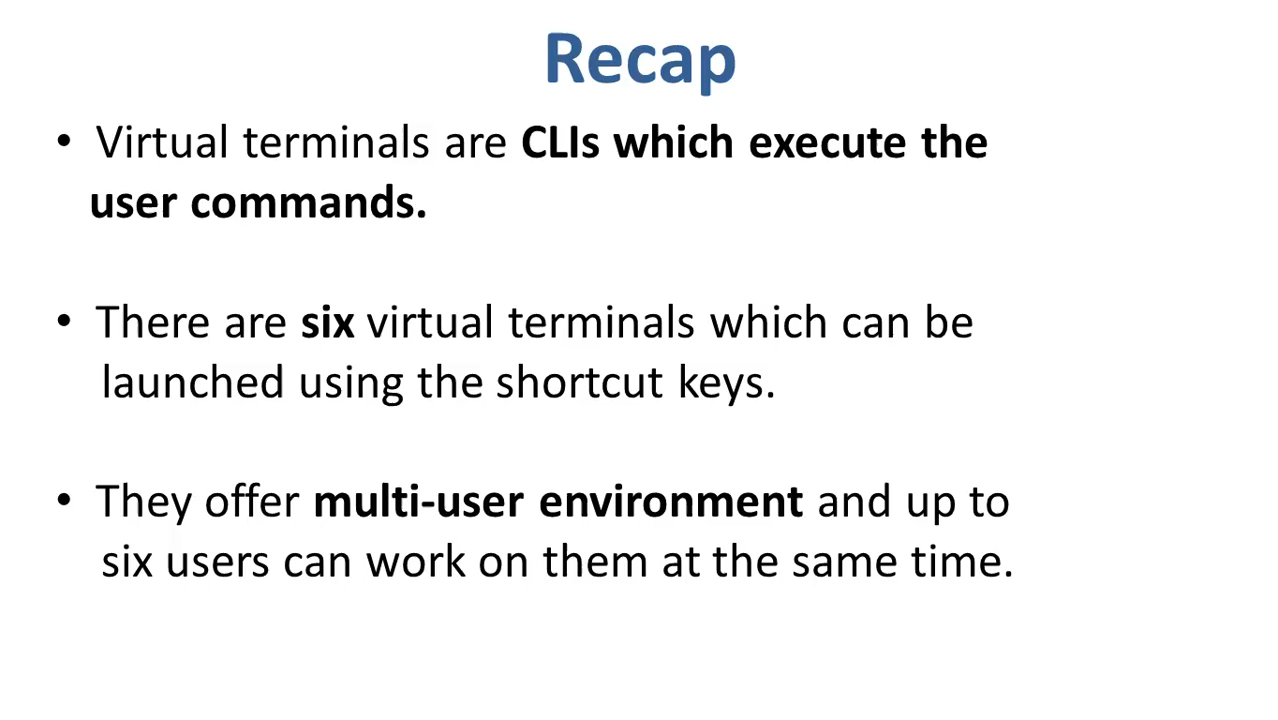 Recap
• Virtual terminals are CLIs which execute the
user commands.
• There are six virtual terminals which can be
launched using the shortcut keys.
• They offer multi-user environment and up to
six users can work on them at the same time.